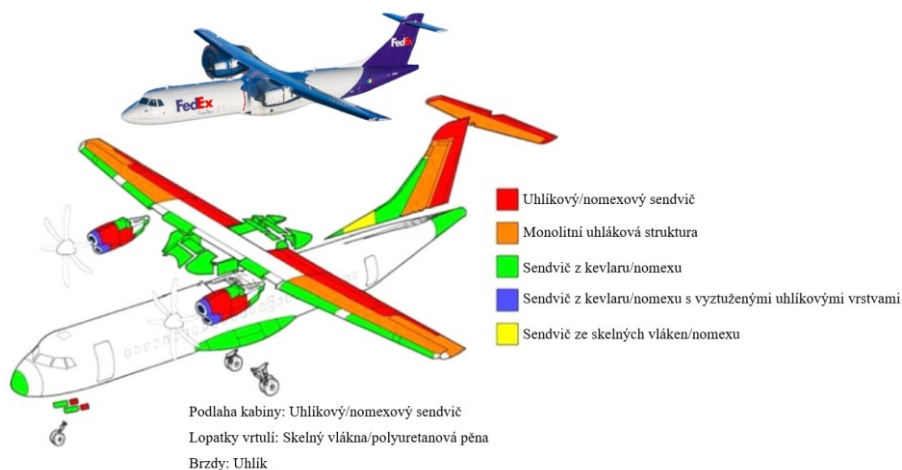 FedEx
FedEx
Uhlíkový/nomexový sendvič
Monolitní uhláková struktura
Sendvič z kevlaru/nomexu
Sendvič z kevlaru/nomexu s vyztuženými uhlíkovými vrstvami
Sendvič ze skelných vláken/nomexu
Podlaha kabiny: Uhlíkový/nomexový sendvič
Lopatky vrtulí: Skelný vlákna/polyuretanová pěna
Brzdy: Uhlík